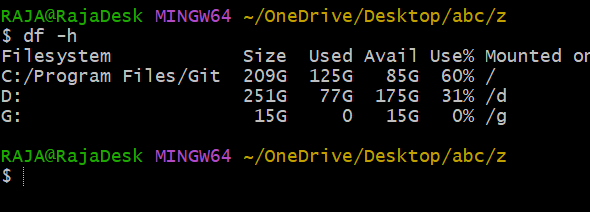 RAJA@RajaDesk MINGW64 ~/OneDrive/Desktop/abc/z
$ df -h
Filesystem            Size  Used Avail Use% Mounted on
C:/Program Files/Git  209G  125G   85G  60% /
D:                    251G   77G  175G  31% /d
G:                     15G     0   15G   0% /g

RAJA@RajaDesk MINGW64 ~/OneDrive/Desktop/abc/z
$